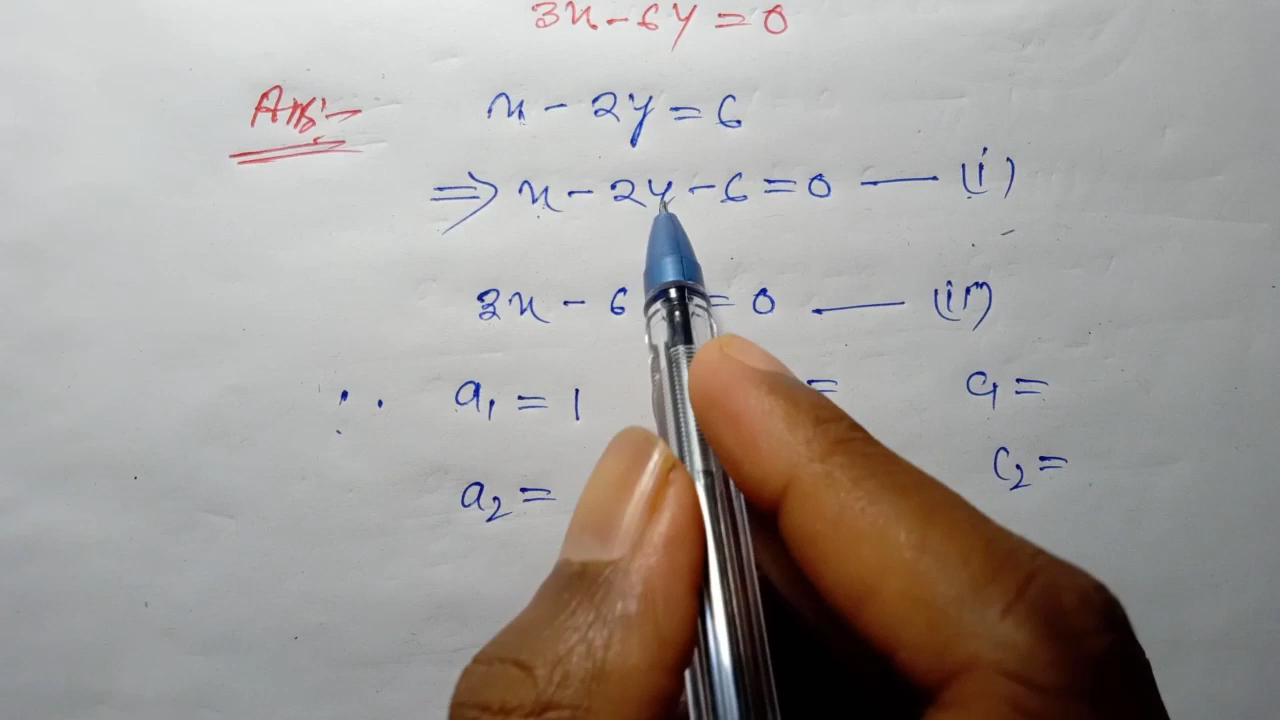 3x - 6y = 0
Ans:-
x - 2y = 6
⇒ x - 2y - 6 = 0 — (i)
3x - 6 = 0 — (ii)
∴ a₁ = 1 = c₁ =
a₂ = c₂ =